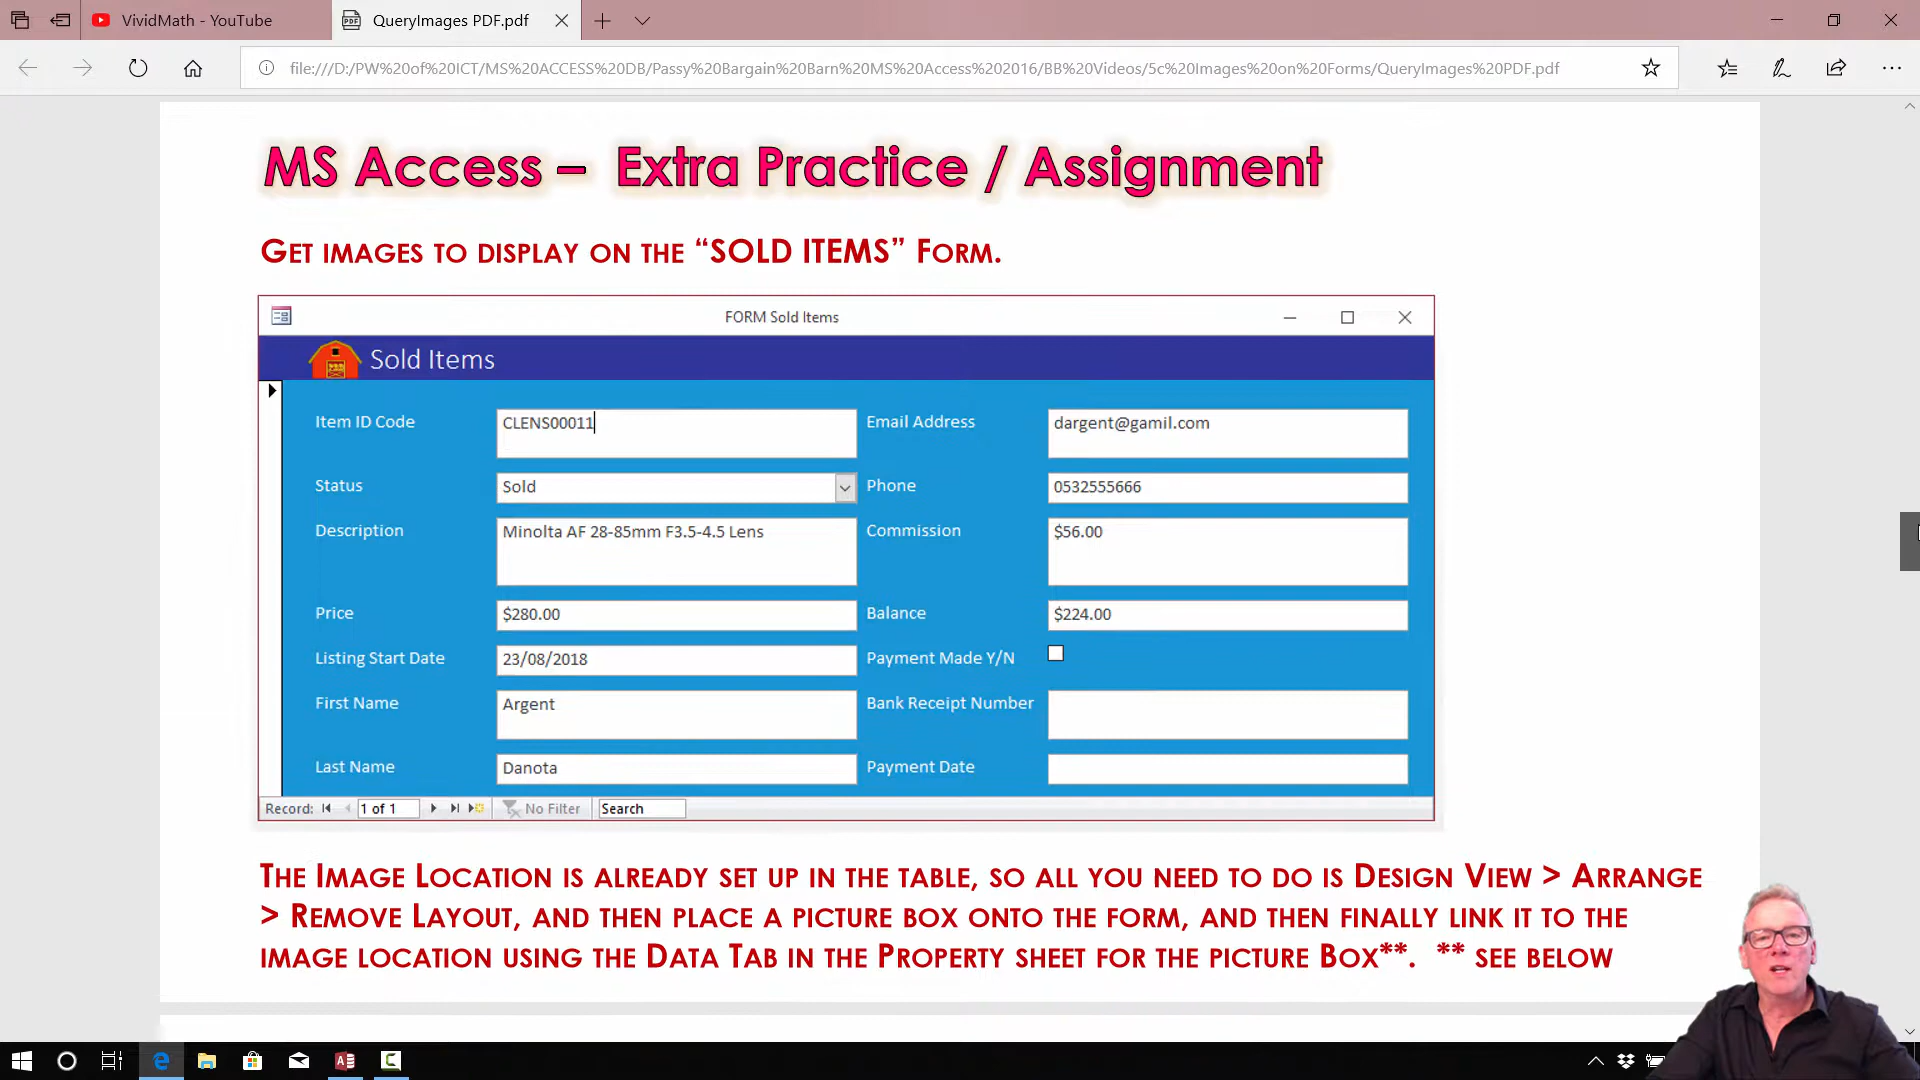 VividMath - YouTube
QueryImages PDF.pdf
file:///D:/PW%20of%20ICT/MS%20ACCESS%20DB/Passy%20Bargain%20Barn%20MS%20Access%202016/BB%20Videos/5c%20Images%20on%20Forms/QueryImages%20PDF.pdf
MS Access – Extra Practice / Assignment
GET IMAGES TO DISPLAY ON THE “SOLD ITEMS” FORM.
FORM Sold Items
Sold Items
Item ID Code CLENS00011 Email Address dargent@gamil.com
Status Sold Phone 0532555666
Description Minolta AF 28-85mm F3.5-4.5 Lens Commission $56.00
Price $280.00 Balance $224.00
Listing Start Date 23/08/2018 Payment Made Y/N
First Name Argent Bank Receipt Number
Last Name Danota Payment Date
Record: 1 of 1 No Filter Search
THE IMAGE LOCATION IS ALREADY SET UP IN THE TABLE, SO ALL YOU NEED TO DO IS DESIGN VIEW > ARRANGE
> REMOVE LAYOUT, AND THEN PLACE A PICTURE BOX ONTO THE FORM, AND THEN FINALLY LINK IT TO THE
IMAGE LOCATION USING THE DATA TAB IN THE PROPERTY SHEET FOR THE PICTURE BOX**. ** SEE BELOW